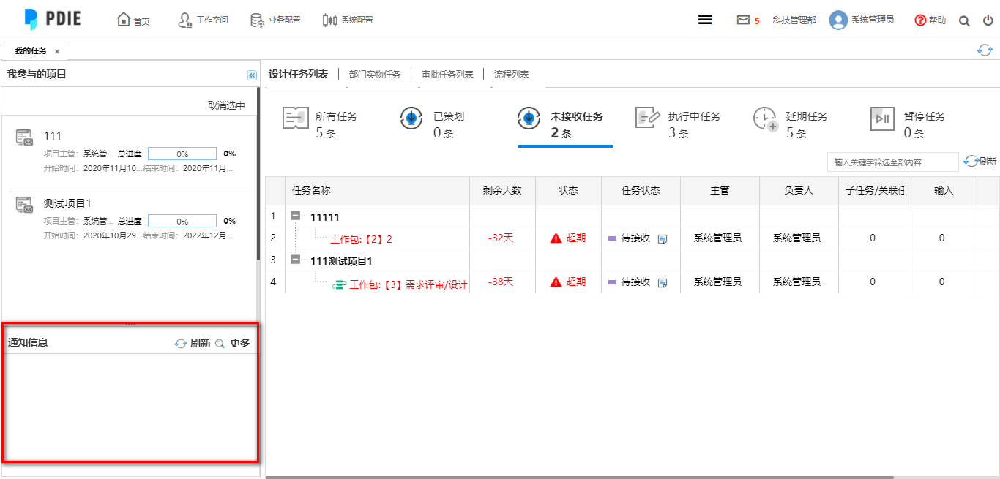 PDIE 首页 工作空间 业务配置 系统配置 5 科技管理部 系统管理员 帮助
我的任务 x
我参与的项目
取消选中
111
项目主管: 系统管... 总进度 0% 0%
开始时间: 2020年11月10... 结束时间: 2020年11月...
测试项目1
项目主管: 系统管... 总进度 0% 0%
开始时间: 2020年10月29... 结束时间: 2022年12月...
通知信息 刷新 更多
设计任务列表 部门实物任务 审批任务列表 流程列表
所有任务 已策划 未接收任务 执行中任务 延期任务 暂停任务
5 条 0 条 2 条 3 条 5 条 0 条
输入关键字筛选全部内容 刷新
任务名称 剩余天数 状态 任务状态 主管 负责人 子任务/关联任 输入
1 11111
2 工作包:【2】2 -32天 超期 待接收 系统管理员 系统管理员 0 0
3 111测试项目1
4 工作包:【3】需求评审/设计 -38天 超期 待接收 系统管理员 系统管理员 0 0